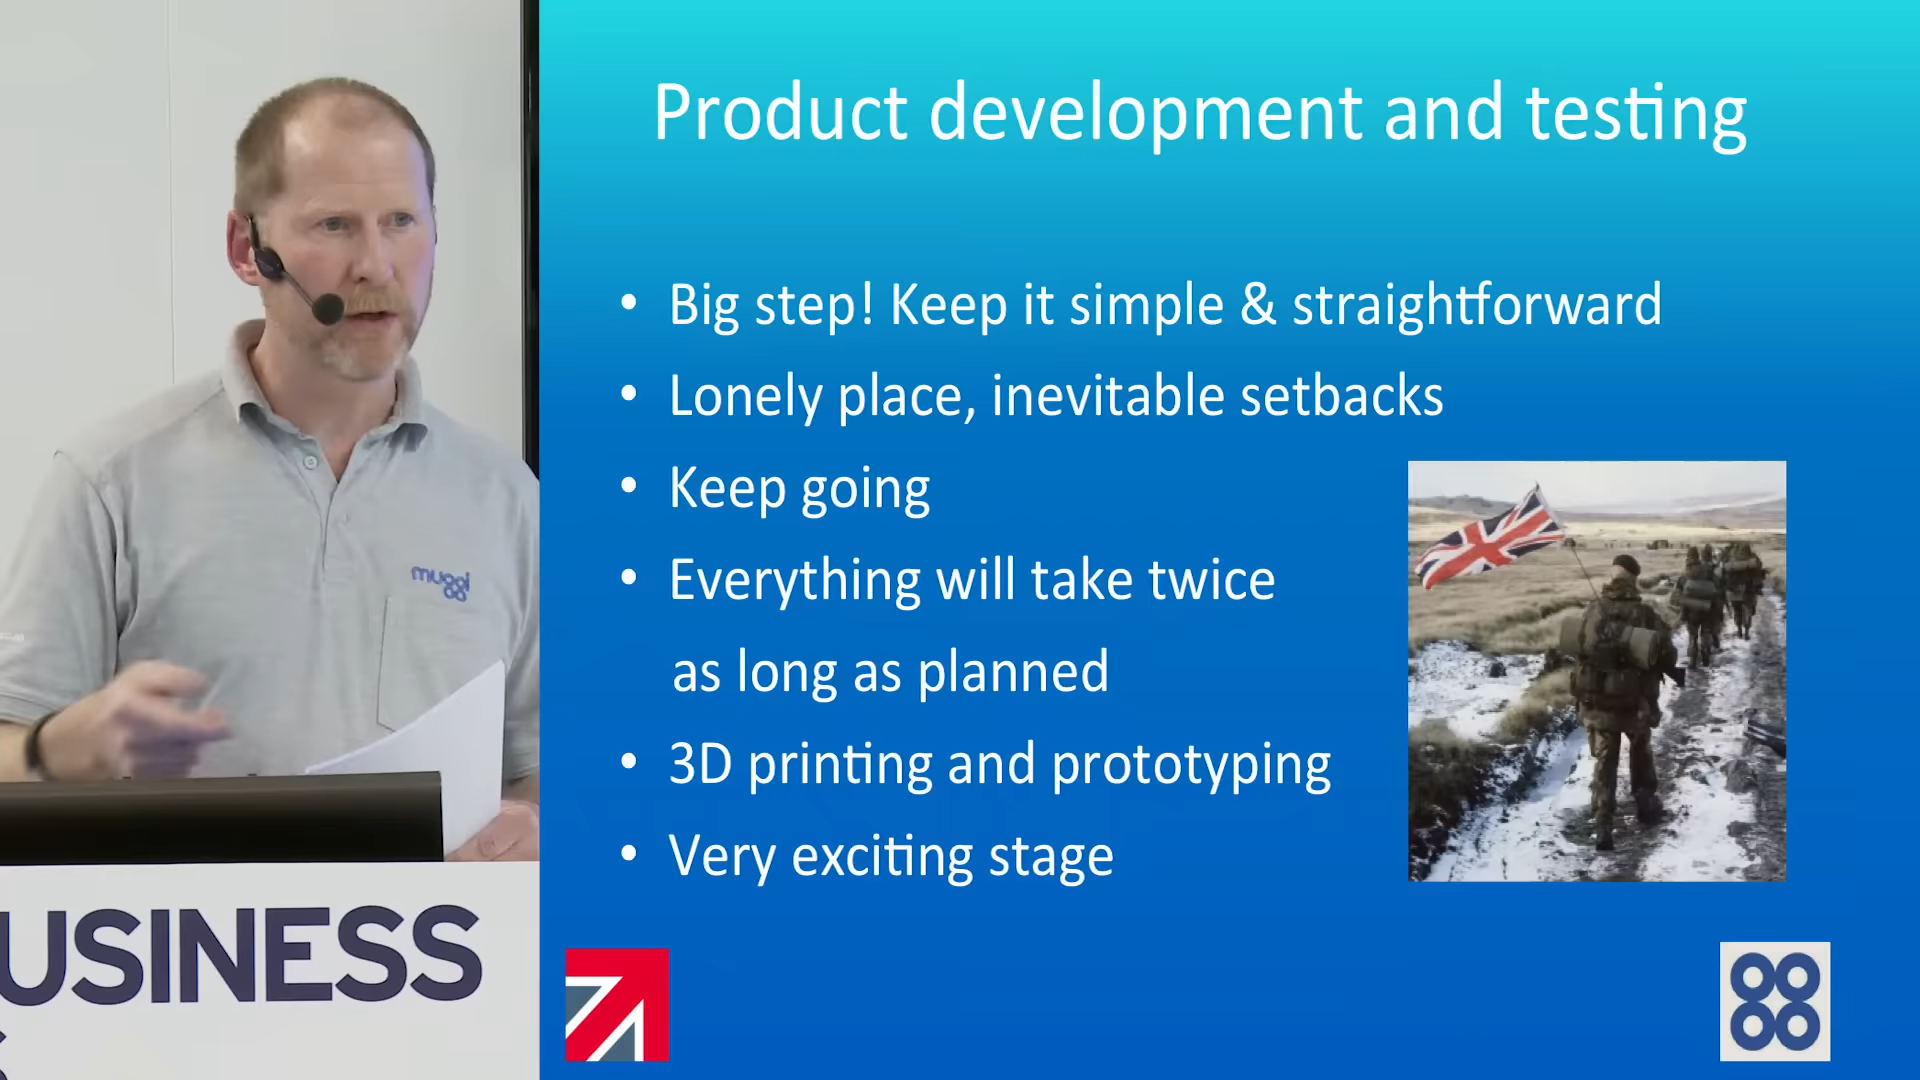 Product development and testing
• Big step! Keep it simple & straightforward
• Lonely place, inevitable setbacks
• Keep going
• Everything will take twice
as long as planned
• 3D printing and prototyping
• Very exciting stage
muggi
USINESS